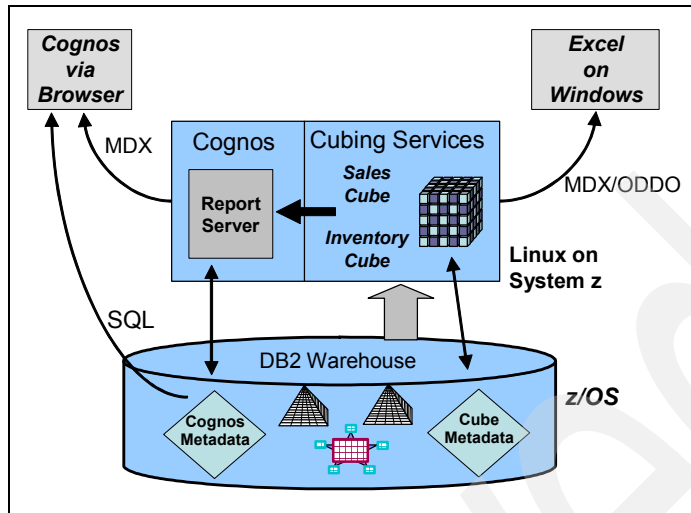 Cognos
via
Browser
Excel
on
Windows
MDX
Cognos
Cubing Services
Report
Server
Sales
Cube
Inventory
Cube
MDX/ODDO
Linux on
System z
SQL
DB2 Warehouse
z/OS
Cognos
Metadata
Cube
Metadata